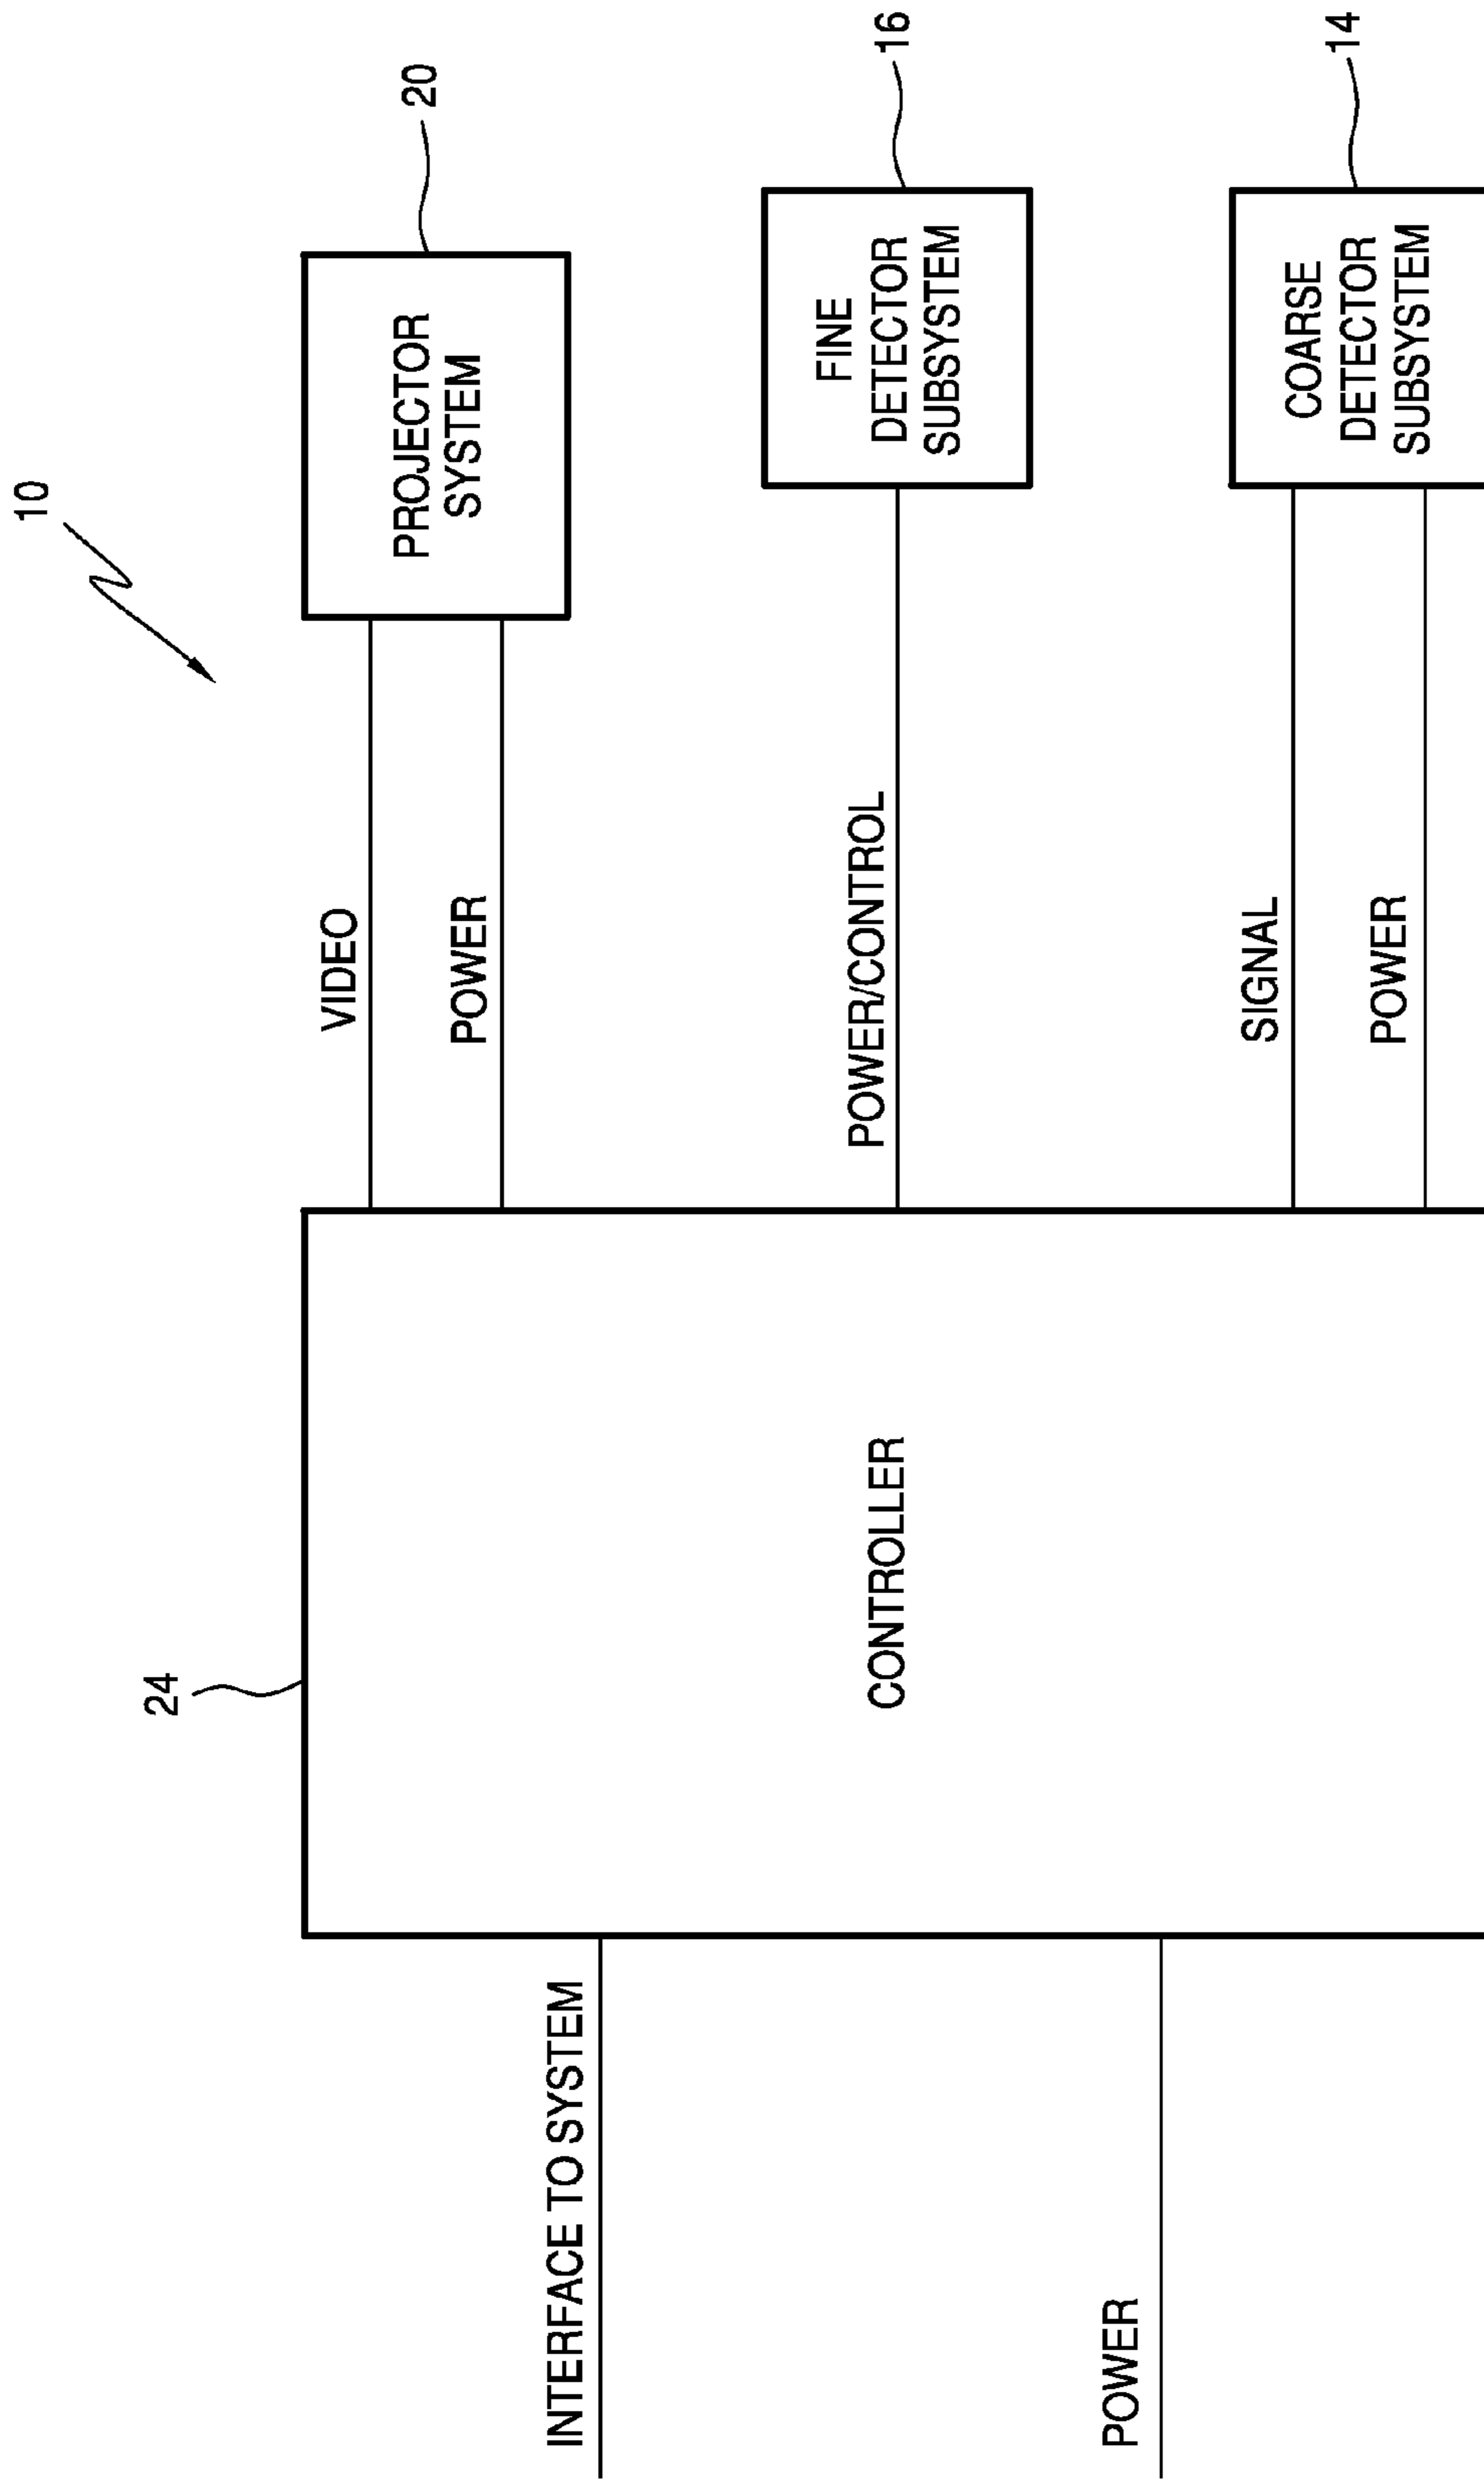 10
20
PROJECTOR
SYSTEM
VIDEO
POWER
24
INTERFACE TO SYSTEM
CONTROLLER
POWER/CONTROL
FINE
DETECTOR
SUBSYSTEM
16
POWER
SIGNAL
POWER
COARSE
DETECTOR
SUBSYSTEM
14